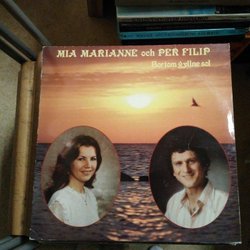 MIA MARIANNE och PER FILIP
Bortom gyllne sol